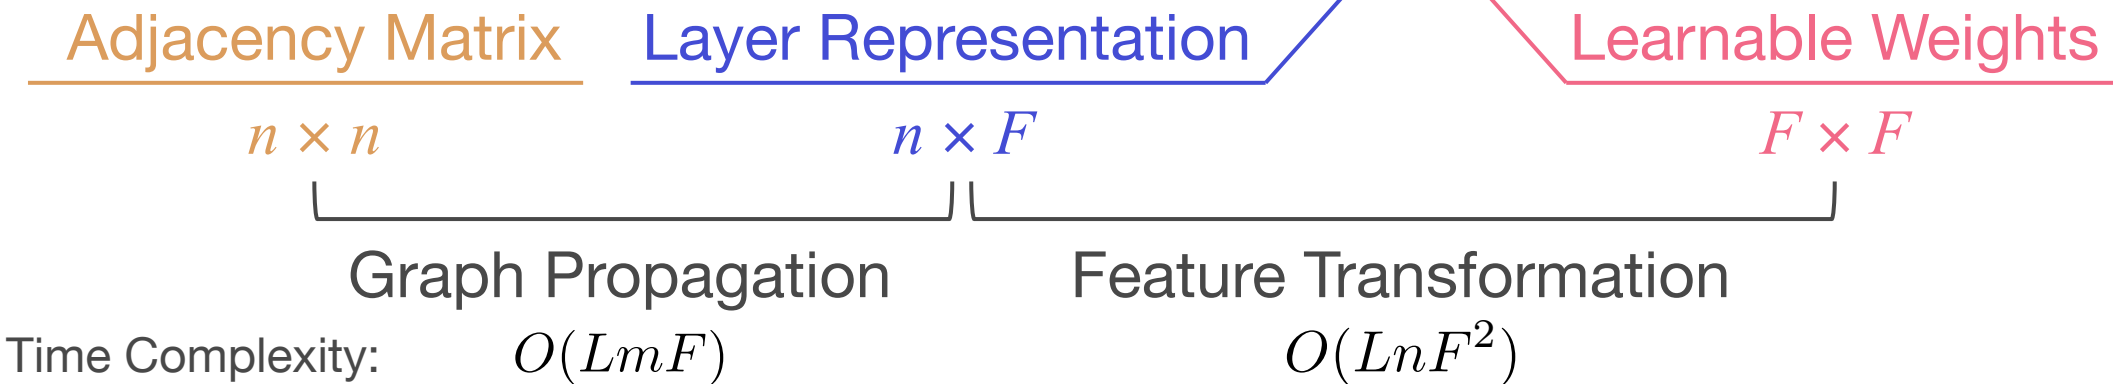 Adjacency Matrix Layer Representation Learnable Weights
n × n n × F F × F
Graph Propagation Feature Transformation
Time Complexity: O(LmF) O(LnF²)